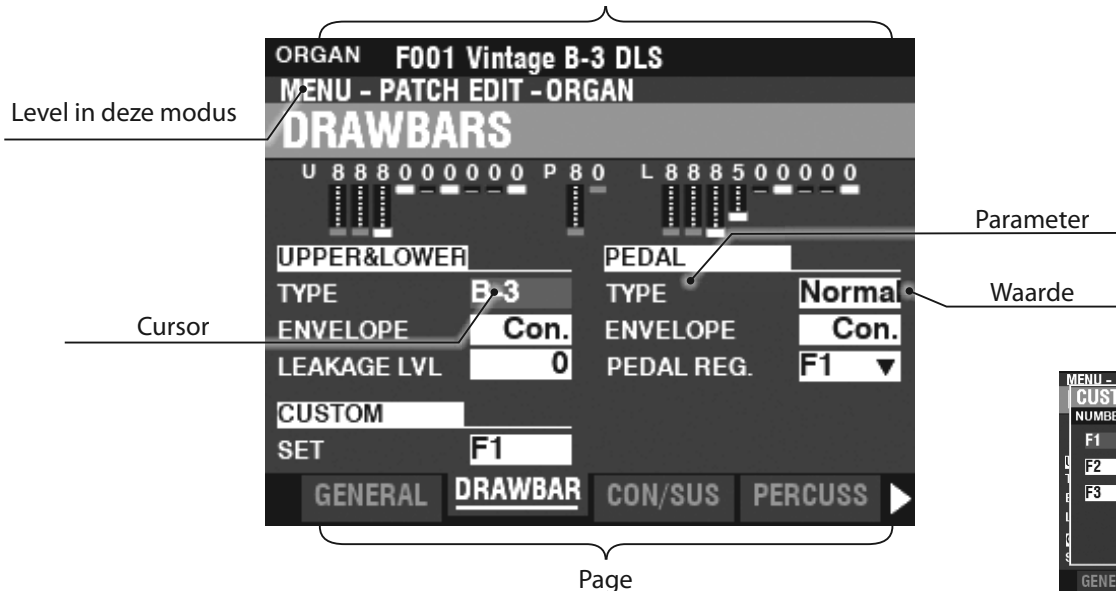 ORGAN F001 Vintage B-3 DLS
MENU - PATCH EDIT - ORGAN
Level in deze modus
DRAWBARS
U 8 8 8 0 0 0 0 0 0 P 8 0 L 8 8 8 5 0 0 0 0 0
Parameter
UPPER&LOWER PEDAL
TYPE B-3 TYPE Normal
Waarde
Cursor
ENVELOPE Con. ENVELOPE Con.
LEAKAGE LVL 0 PEDAL REG. F1 ▼
CUSTOM
SET F1
GENERAL DRAWBAR CON/SUS PERCUSS
Page
MENU -
F1
F2
F3